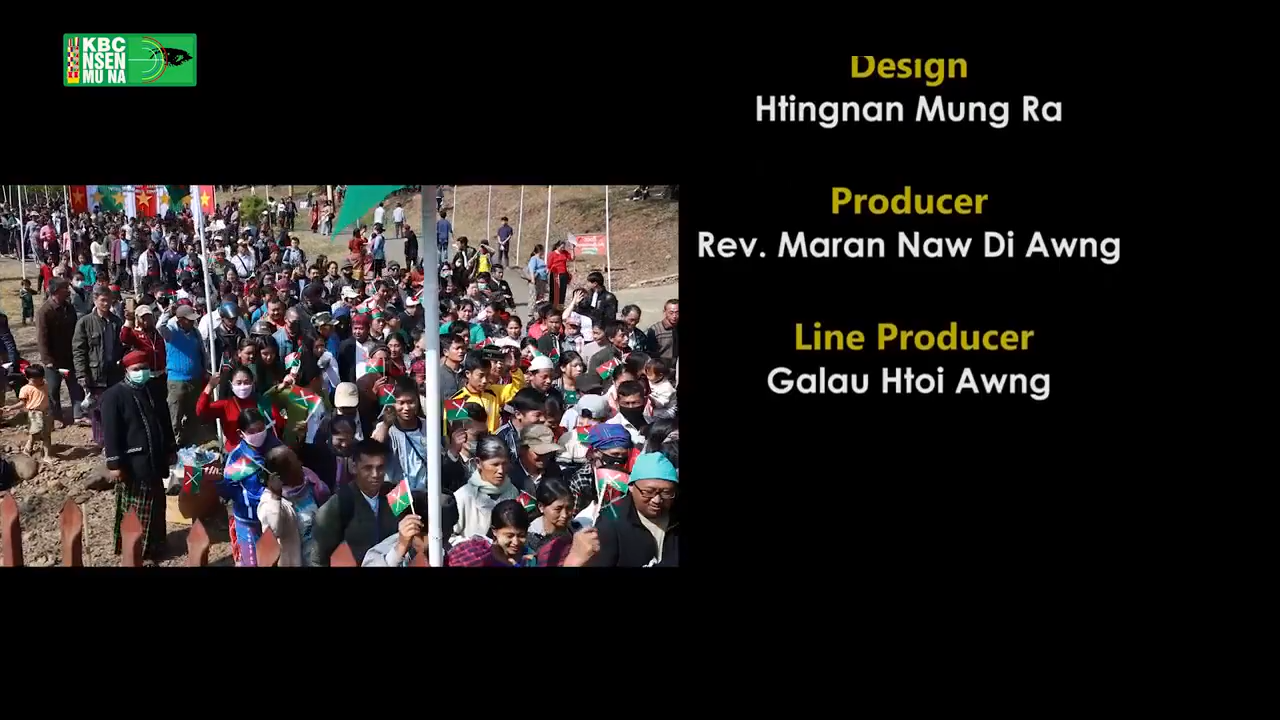 KBC
NSEN
MU NA
Design
Htingnan Mung Ra
Producer
Rev. Maran Naw Di Awng
Line Producer
Galau Htoi Awng